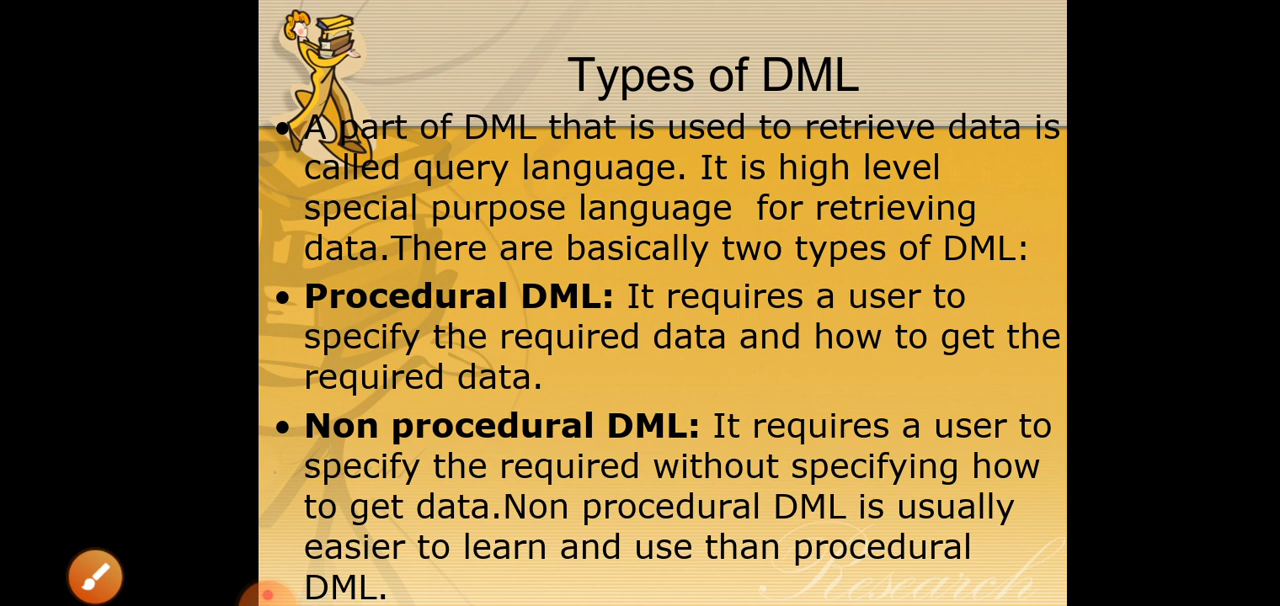 Types of DML
• A part of DML that is used to retrieve data is
called query language. It is high level
special purpose language  for retrieving
data.There are basically two types of DML:
• Procedural DML: It requires a user to
specify the required data and how to get the
required data.
• Non procedural DML: It requires a user to
specify the required without specifying how
to get data.Non procedural DML is usually
easier to learn and use than procedural
DML.
Research